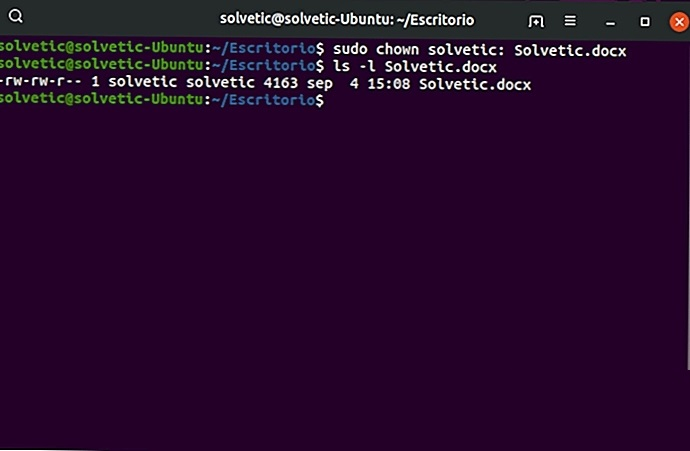 solvetic@solvetic-Ubuntu: ~/Escritorio
solvetic@solvetic-Ubuntu:~/Escritorio$ sudo chown solvetic: Solvetic.docx
solvetic@solvetic-Ubuntu:~/Escritorio$ ls -l Solvetic.docx
-rw-rw-r-- 1 solvetic solvetic 4163 sep  4 15:08 Solvetic.docx
solvetic@solvetic-Ubuntu:~/Escritorio$